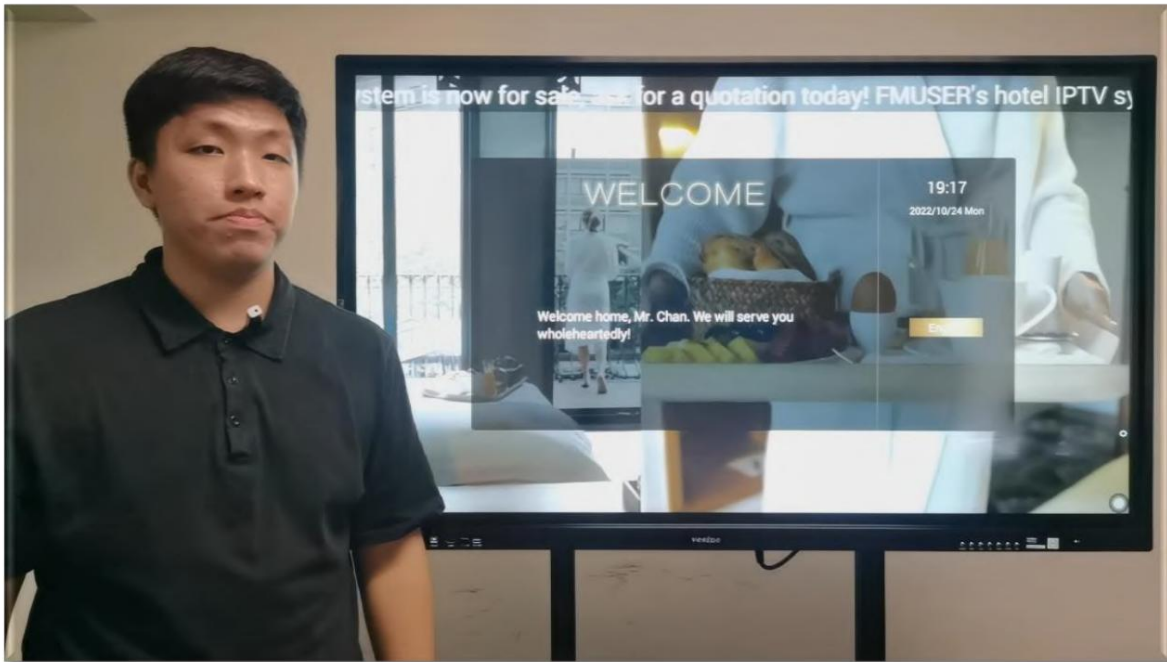 stem is now for sale, ask for a quotation today! FMUSER's hotel IPTV sy
WELCOME
19:17
2022/10/24 Mon
Welcome home, Mr. Chan. We will serve you
wholeheartedly!